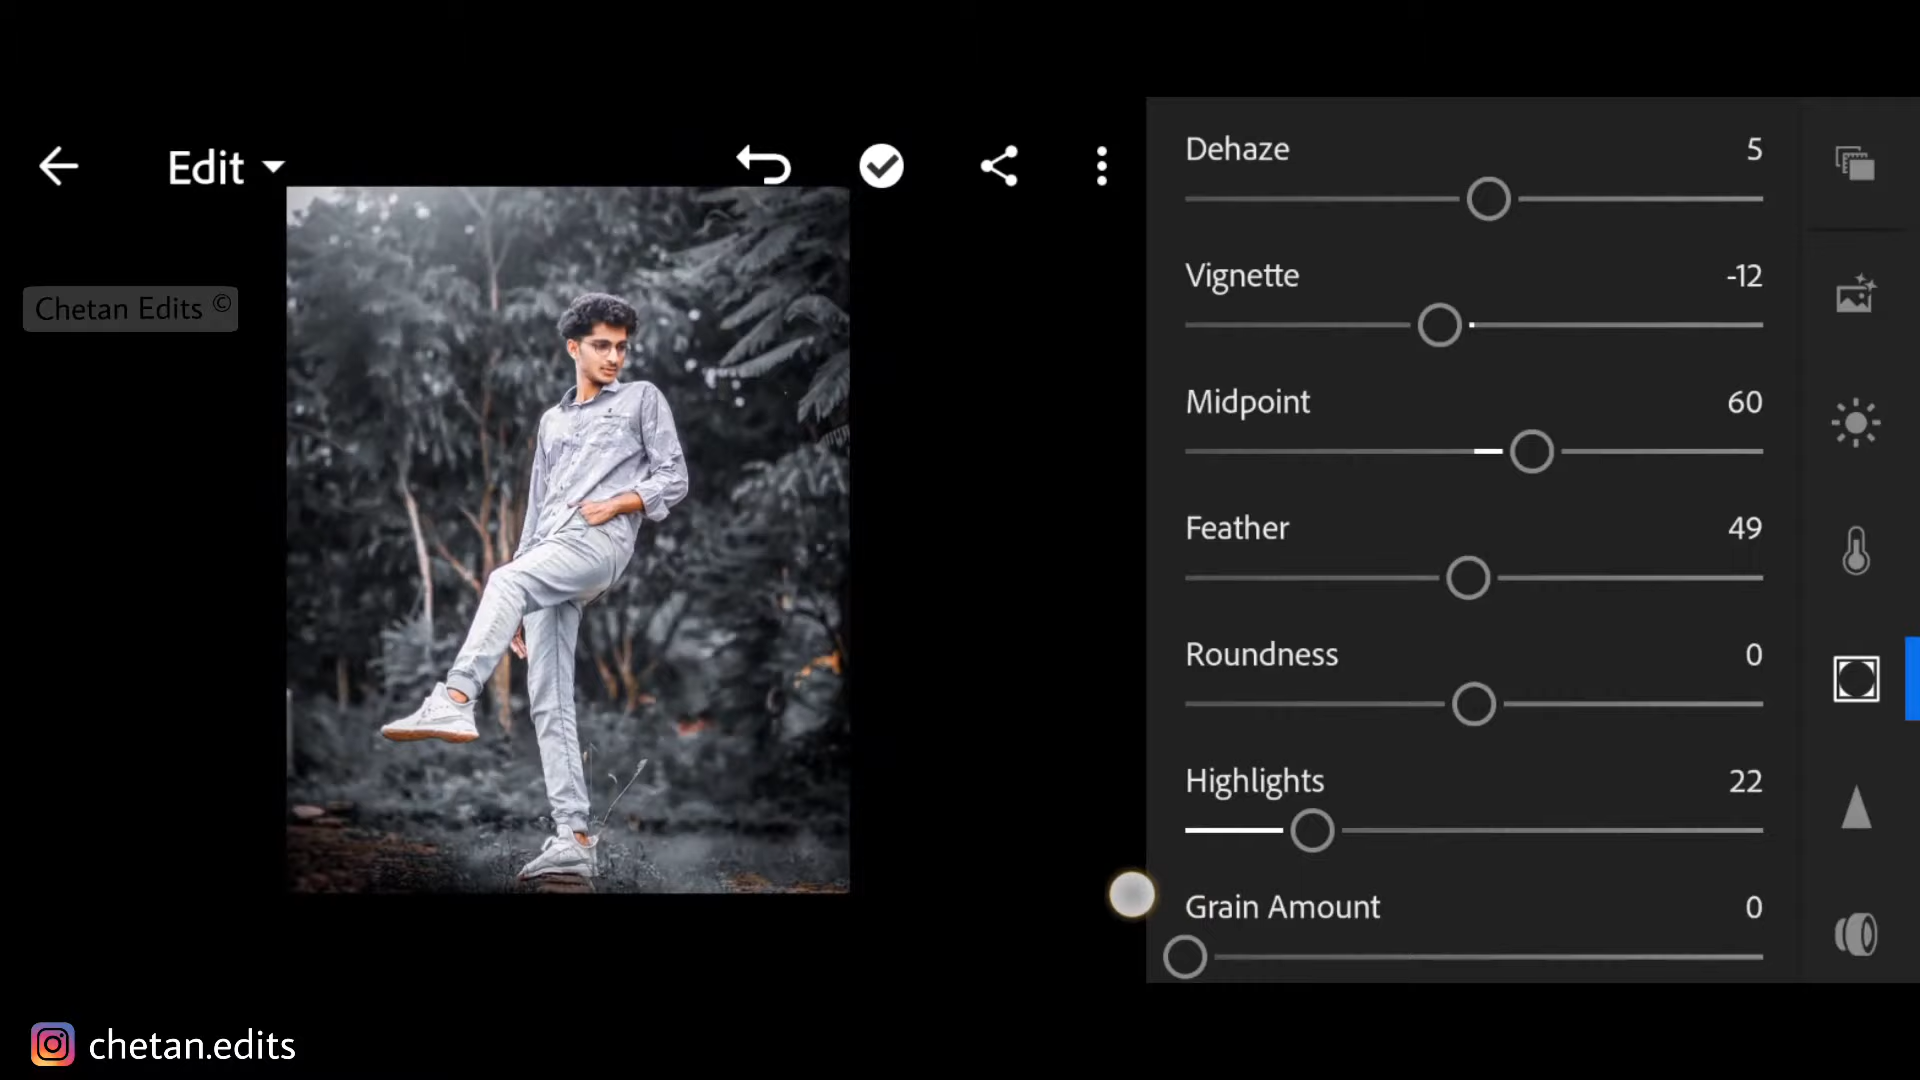 Edit
Chetan Edits ©
Dehaze 5
Vignette -12
Midpoint 60
Feather 49
Roundness 0
Highlights 22
Grain Amount 0
chetan.edits